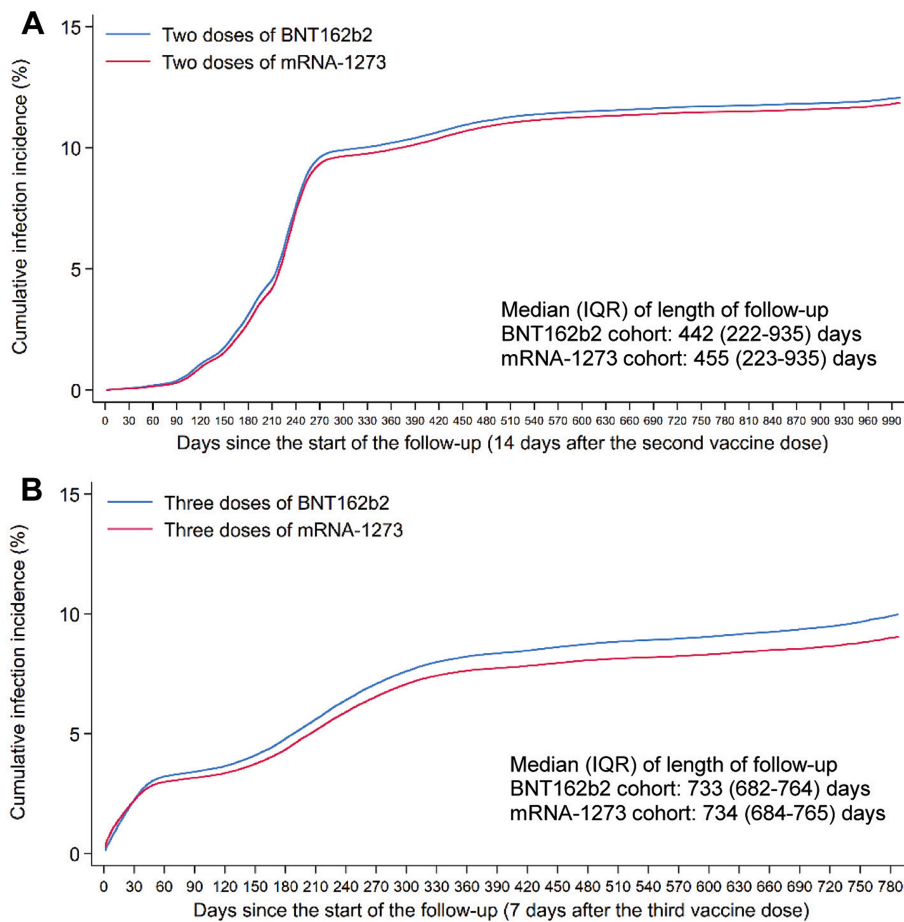 A
15
Two doses of BNT162b2
Two doses of mRNA-1273
10
5
0
Cumulative infection incidence (%)
Median (IQR) of length of follow-up
BNT162b2 cohort: 442 (222-935) days
mRNA-1273 cohort: 455 (223-935) days
0 30 60 90 120 150 180 210 240 270 300 330 360 390 420 450 480 510 540 570 600 630 660 690 720 750 780 810 840 870 900 930 960 990
Days since the start of the follow-up (14 days after the second vaccine dose)
B
15
Three doses of BNT162b2
Three doses of mRNA-1273
10
5
0
Cumulative infection incidence (%)
Median (IQR) of length of follow-up
BNT162b2 cohort: 733 (682-764) days
mRNA-1273 cohort: 734 (684-765) days
0 30 60 90 120 150 180 210 240 270 300 330 360 390 420 450 480 510 540 570 600 630 660 690 720 750 780
Days since the start of the follow-up (7 days after the third vaccine dose)